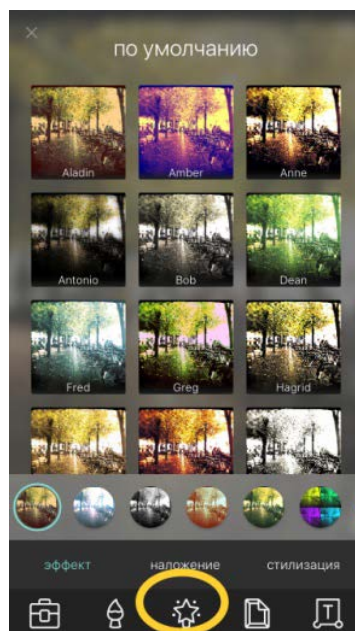 по умолчанию
Aladin Amber Anne
Antonio Bob Dean
Fred Greg Hagrid
эффект наложение стилизация
T